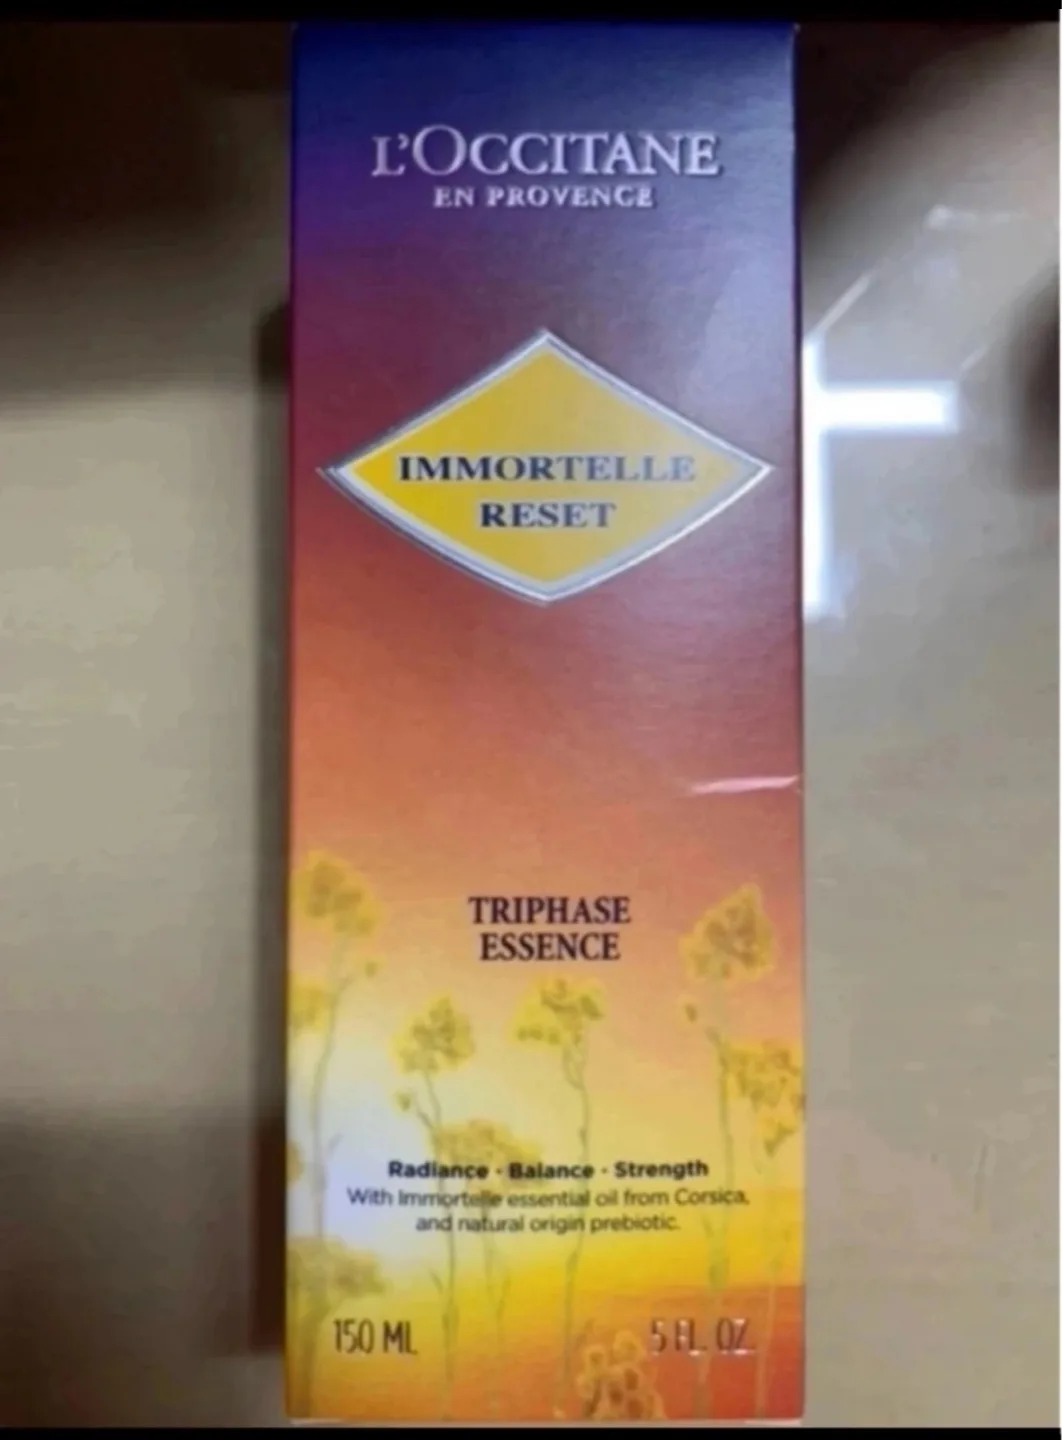 L'OCCITANE
EN PROVENCE
IMMORTELLE
RESET
TRIPHASE
ESSENCE
Radiance · Balance · Strength
With Immortelle essential oil from Corsica,
and natural origin prebiotic.
150 ML 5 FL. OZ.